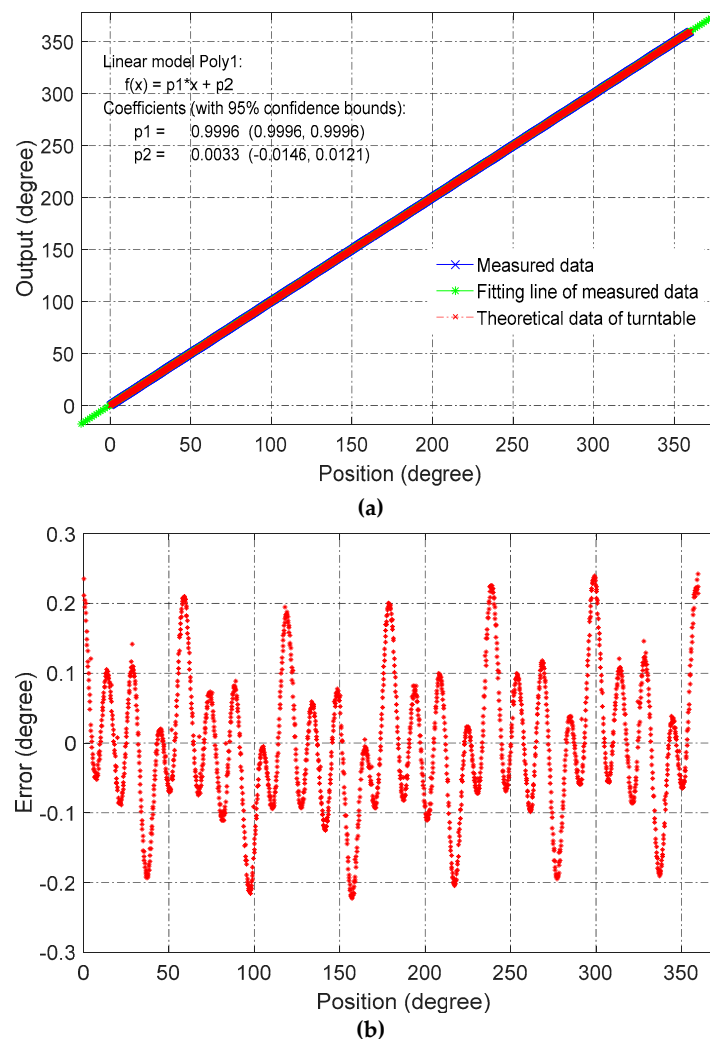 Linear model Poly1:
f(x) = p1*x + p2
Coefficients (with 95% confidence bounds):
p1 = 0.9996 (0.9996, 0.9996)
p2 = 0.0033 (-0.0146, 0.0121)
350
300
250
200
150
100
50
0
Output (degree)
Measured data
Fitting line of measured data
Theoretical data of turntable
0 50 100 150 200 250 300 350
Position (degree)
(a)
0.3
0.2
0.1
0
-0.1
-0.2
-0.3
Error (degree)
0 50 100 150 200 250 300 350
Position (degree)
(b)